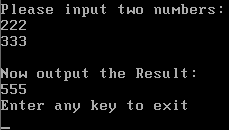 Please input two numbers:
222
333
Now output the Result:
555
Enter any key to exit